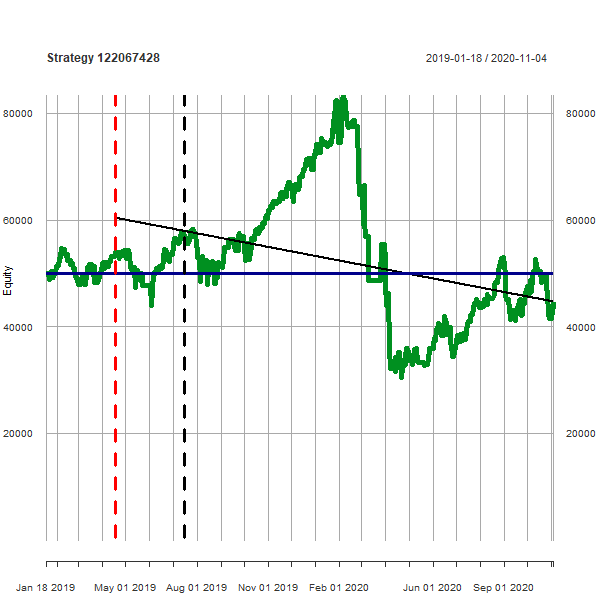 Strategy 122067428
2019-01-18 / 2020-11-04
80000
80000
60000
60000
Equity
40000
40000
20000
20000
Jan 18 2019
May 01 2019
Aug 01 2019
Nov 01 2019
Feb 01 2020
Jun 01 2020
Sep 01 2020